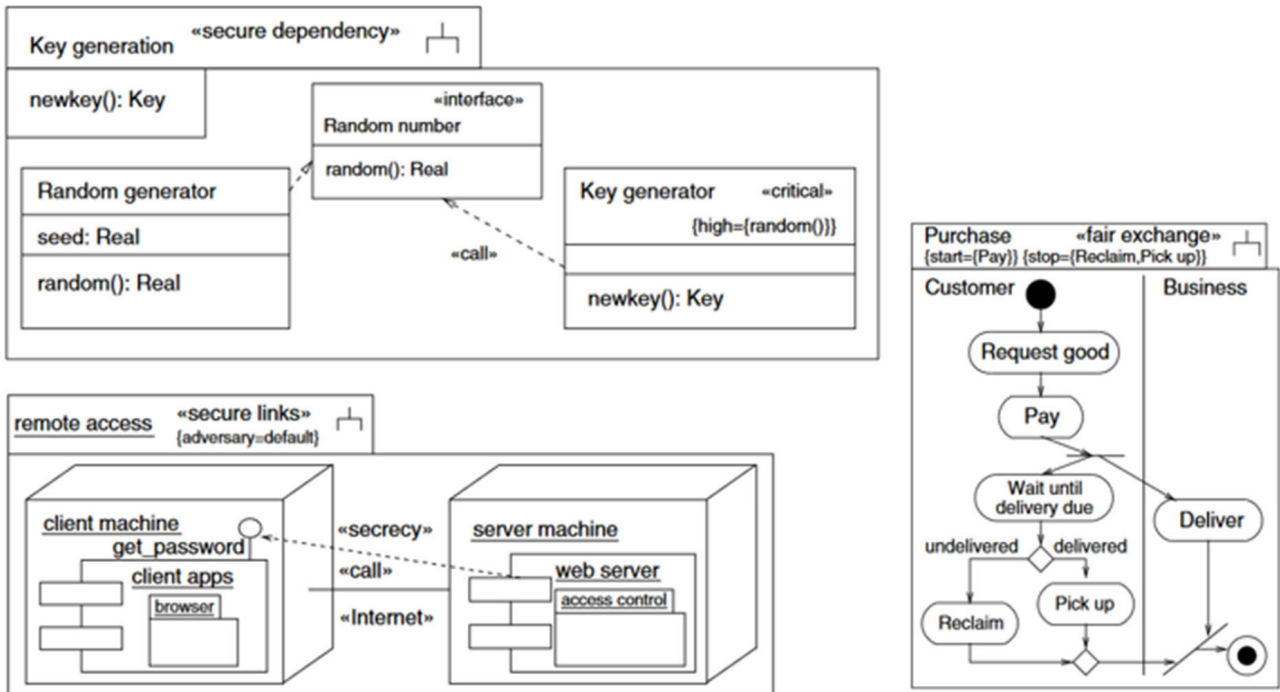 Key generation «secure dependency»
newkey(): Key
«interface»
Random number
random(): Real
Random generator
seed: Real
random(): Real
Key generator «critical»
{high={random()}}
newkey(): Key
«call»
remote access «secure links»
{adversary=default}
client machine
get_password
client apps
browser
«secrecy»
«call»
«Internet»
server machine
web server
access control
Purchase «fair exchange»
{start={Pay}} {stop={Reclaim,Pick up}}
Customer Business
Request good
Pay
Wait until
delivery due
Deliver
undelivered delivered
Pick up
Reclaim